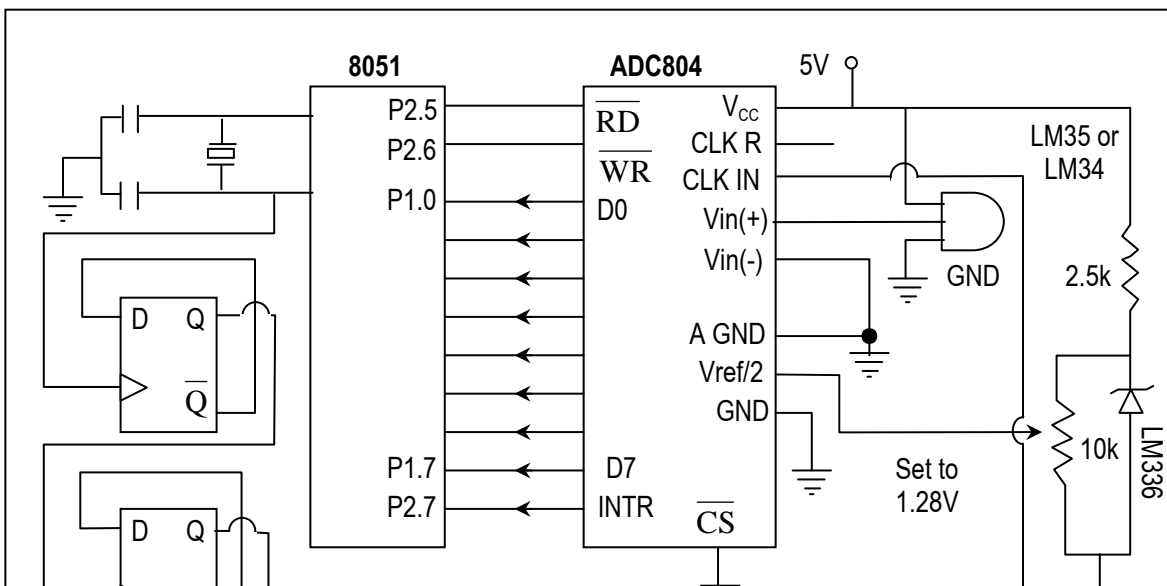 8051
P2.5
P2.6
P1.0
P1.7
P2.7
ADC804
RD
WR
D0
D7
INTR
V_CC
CLK R
CLK IN
Vin(+)
Vin(-)
A GND
Vref/2
GND
CS
5V
LM35 or
LM34
GND
2.5k
10k
LM336
Set to
1.28V
D Q
Q
D Q